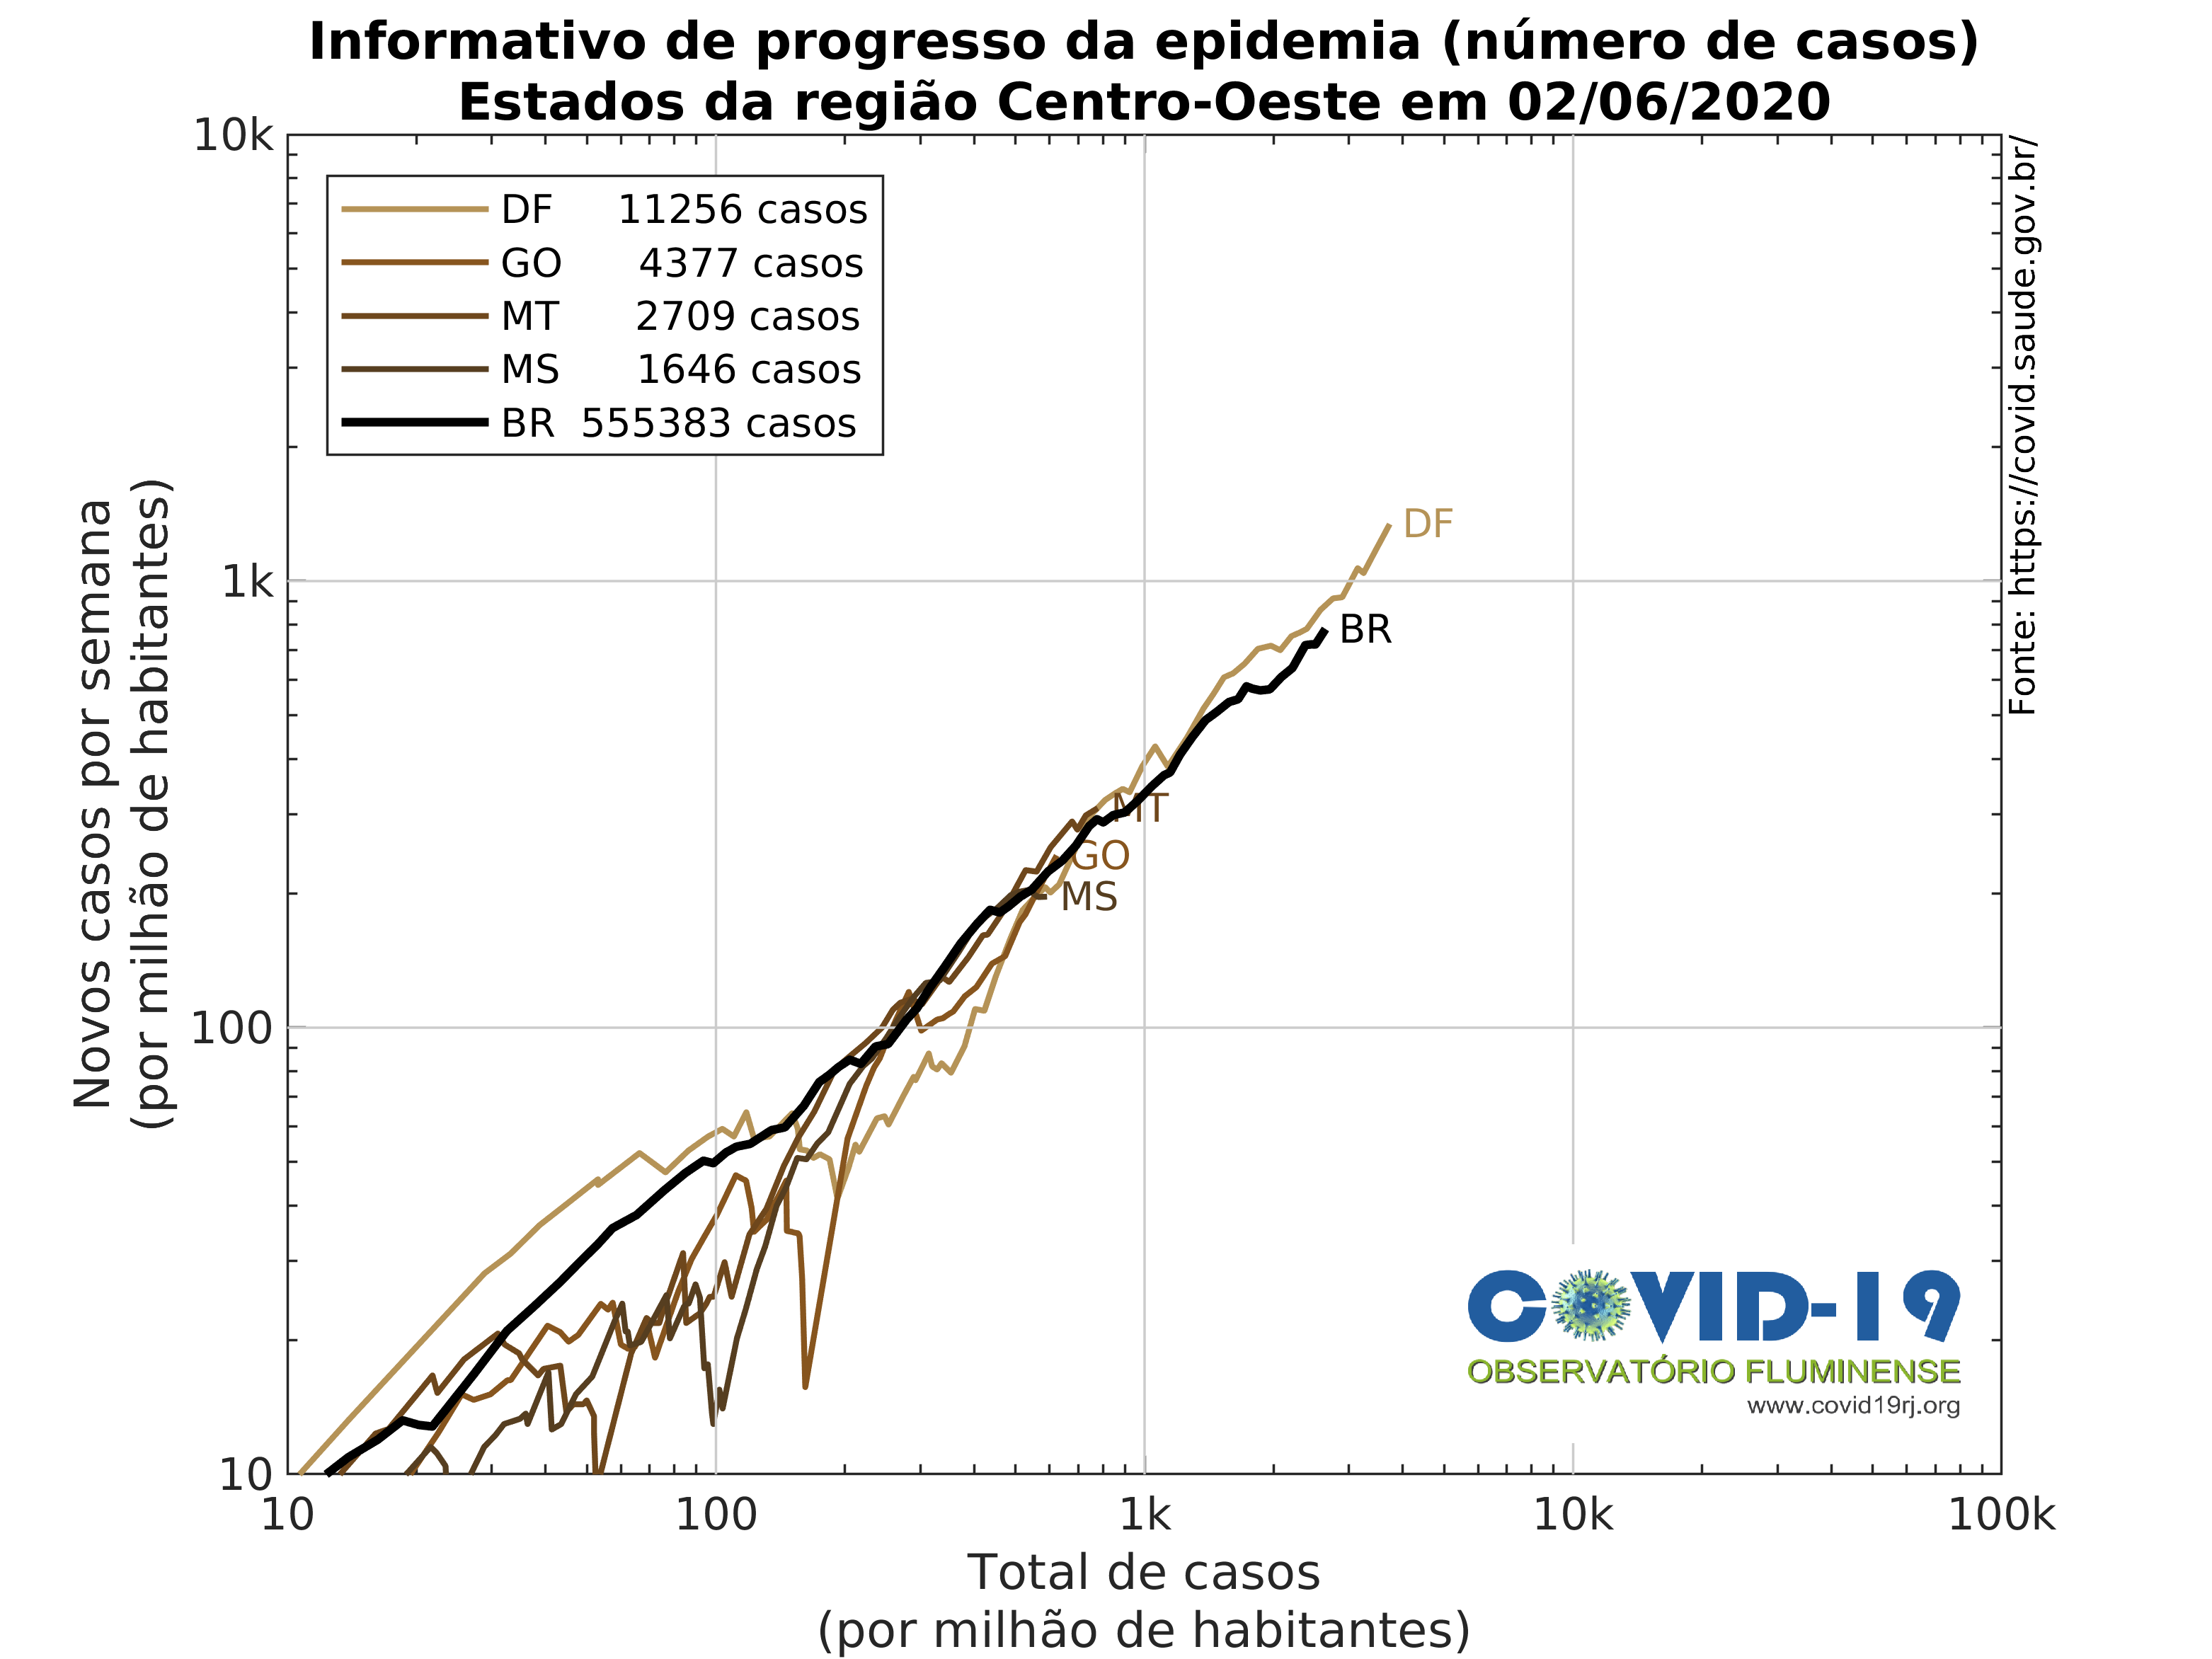 Informativo de progresso da epidemia (número de casos)
Estados da região Centro-Oeste em 02/06/2020
10k
1k
100
10
Novos casos por semana
(por milhão de habitantes)
DF 11256 casos
GO 4377 casos
MT 2709 casos
MS 1646 casos
BR 555383 casos
DF
BR
MT
GO
MS
Fonte: https://covid.saude.gov.br/
COVID-19
OBSERVATÓRIO FLUMINENSE
www.covid19rj.org
10
100
1k
10k
100k
Total de casos
(por milhão de habitantes)